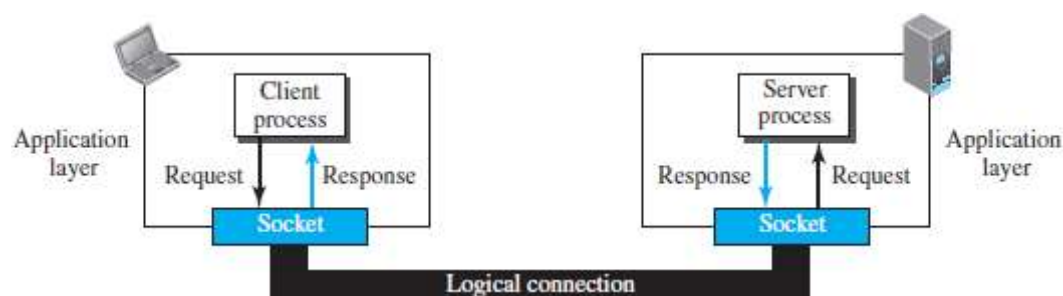 Client
process
Application
layer
Request
Response
Socket
Server
process
Application
layer
Response
Request
Socket
Logical connection